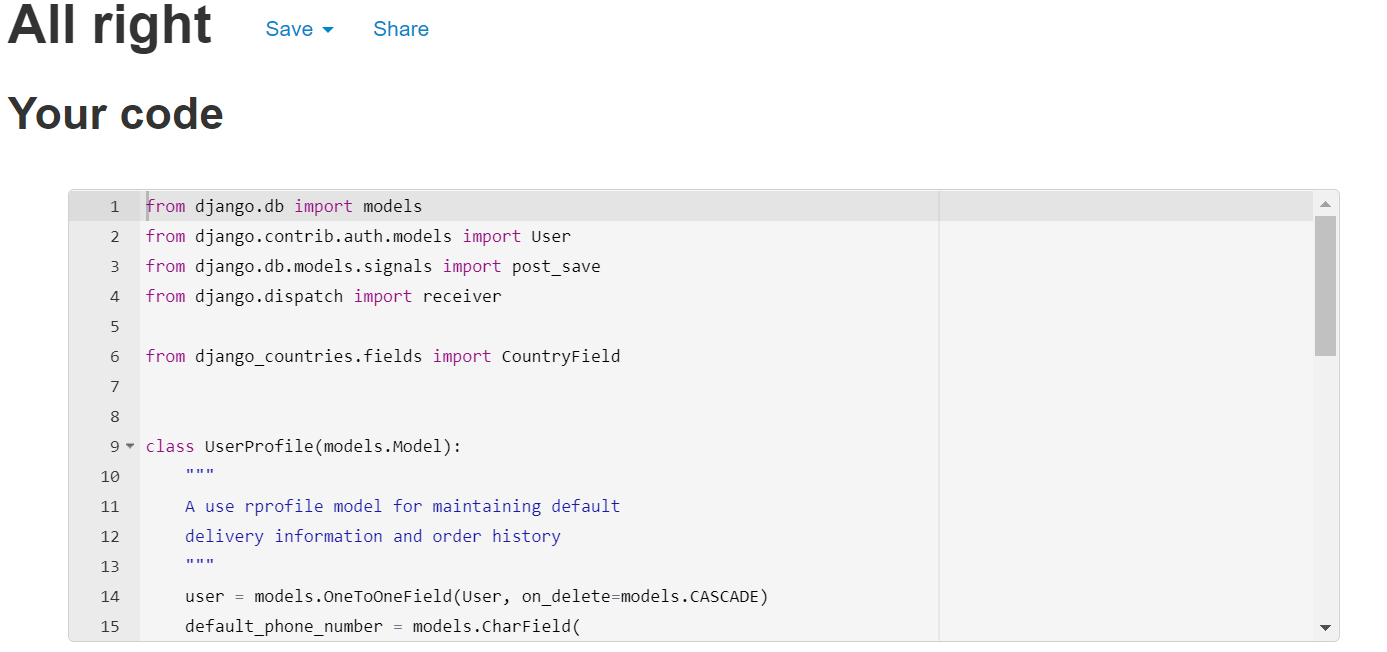 All right Save Share
Your code
1 from django.db import models
2 from django.contrib.auth.models import User
3 from django.db.models.signals import post_save
4 from django.dispatch import receiver
5
6 from django_countries.fields import CountryField
7
8
9 class UserProfile(models.Model):
10     """
11     A use rprofile model for maintaining default
12     delivery information and order history
13     """
14     user = models.OneToOneField(User, on_delete=models.CASCADE)
15     default_phone_number = models.CharField(